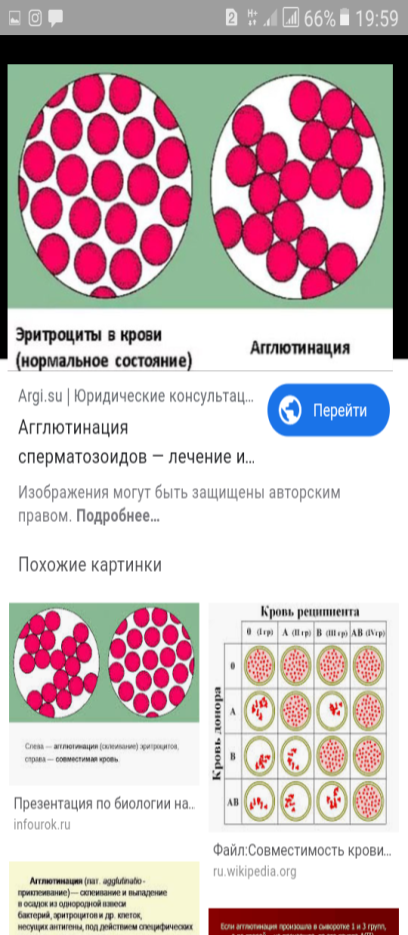 66% 19:59
Эритроциты в крови
(нормальное состояние)
Агглютинация
Argi.su | Юридические консультац...
Перейти
Агглютинация
сперматозоидов — лечение и...
Изображения могут быть защищены авторским
правом. Подробнее...
Похожие картинки
Слева — агглютинация (склеивание) эритроцитов,
справа — совместимая кровь.
Презентация по биологии на..
infourok.ru
Кровь реципиента
0 (I гр) A (II гр) B (III гр) AB (IV гр)
Кровь донора
0
A
B
AB
Файл:Совместимость крови...
ru.wikipedia.org
Агглютинация (лат. agglutinatio -
приклеивание)— склеивание и выпадение
в осадок из однородной взвеси
бактерий, эритроцитов и др. клеток,
несущих антигены, под действием специфических
Если агглютинация произошла в сыворотке 1 и 3 групп,